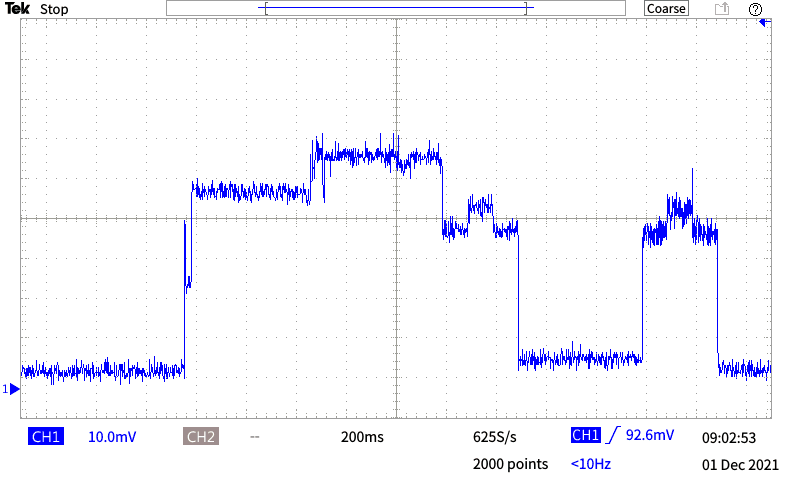 Tek Stop Coarse ?
1
CH1 10.0mV CH2 -- 200ms 625S/s CH1 92.6mV 09:02:53
2000 points <10Hz 01 Dec 2021